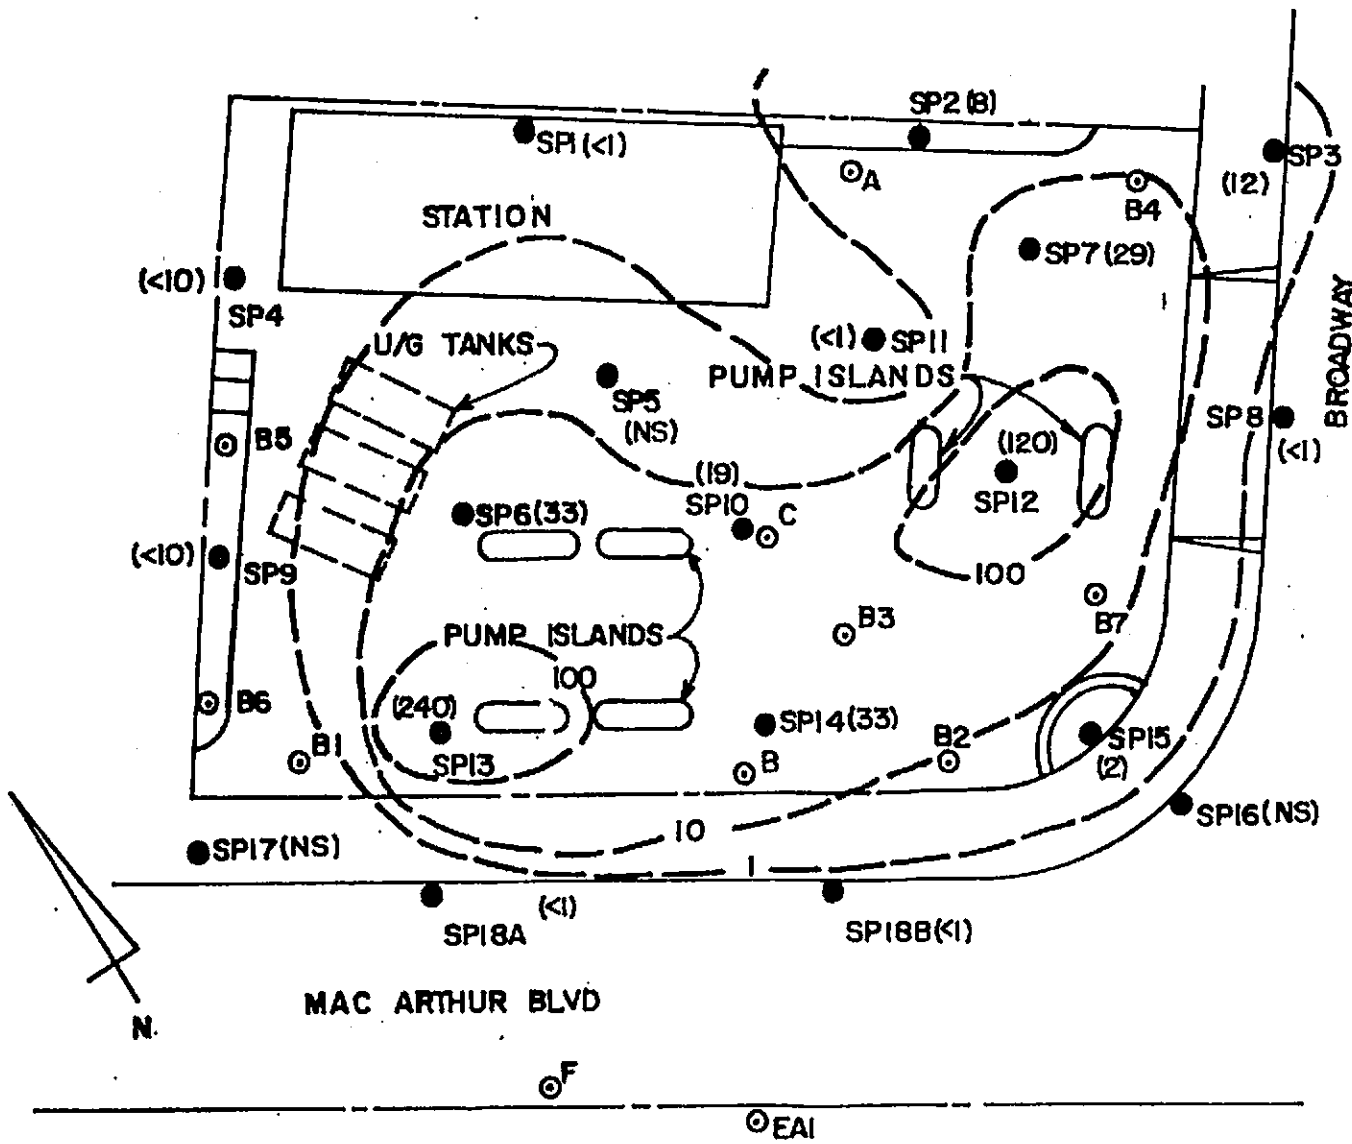 SP2(8)
SP1(<1)
SP3
(12)
A
B4
STATION
SP7(29)
(<10)
SP4
BROADWAY
U/G TANKS
(<1) SP11
PUMP ISLANDS
SP5
(NS)
SP8
(<1)
B5
(19)
SP10
(120)
SP12
SP6(33)
C
(<10)
SP9
100
B3
B7
PUMP ISLANDS
100
B6
(240)
SP13
SP14(33)
B1
B
B2
SP15
(2)
SP16(NS)
10
SP17(NS)
1
(<1)
SP18A
SP18B(<1)
MAC ARTHUR BLVD
N
F
EA1